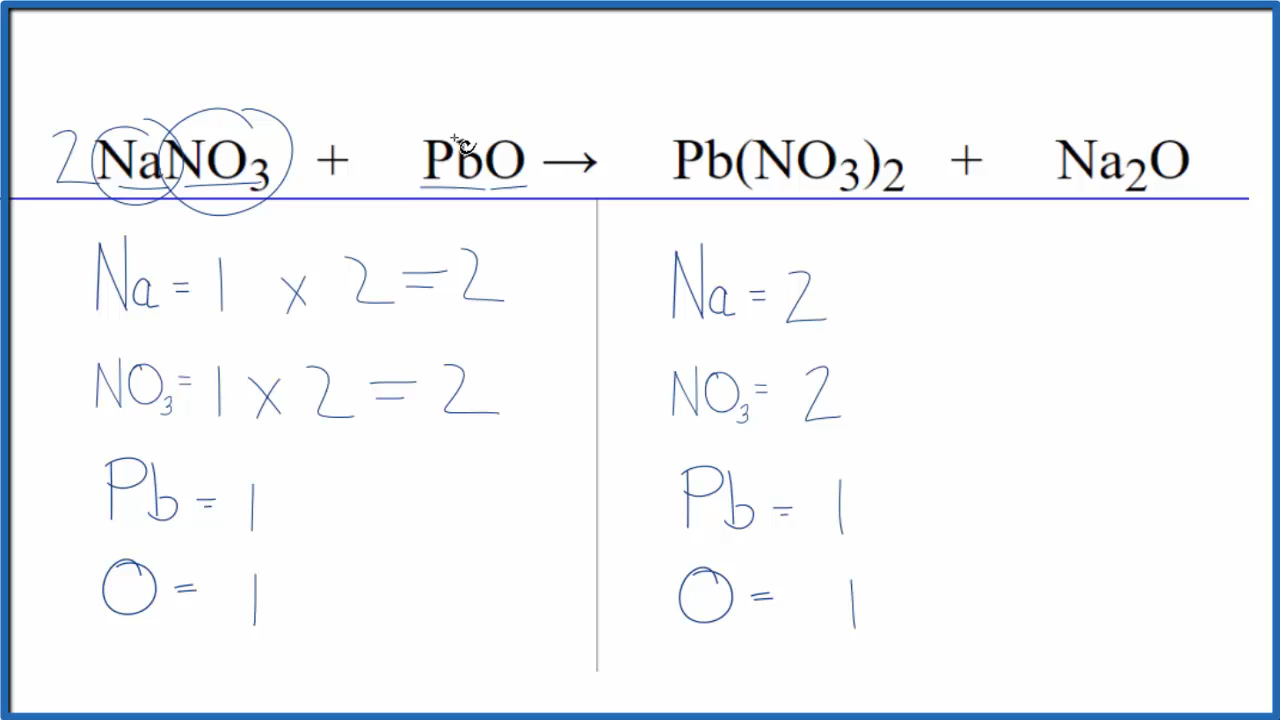 2 NaNO₃ + PbO → Pb(NO₃)₂ + Na₂O
Na = 1 x 2 = 2
Na = 2
NO₃ = 1 x 2 = 2
NO₃ = 2
Pb = 1
Pb = 1
O = 1
O = 1